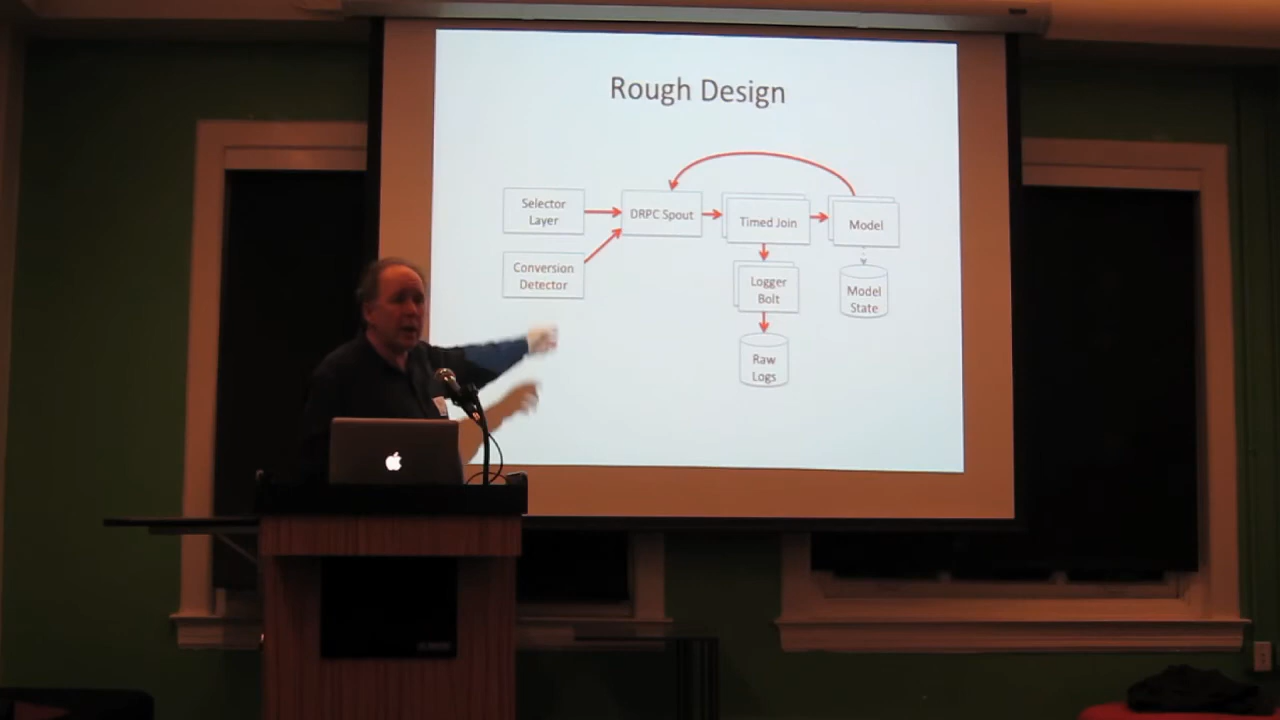 Rough Design
Selector
Layer
DRPC Spout
Timed Join
Model
Conversion
Detector
Logger
Bolt
Model
State
Raw
Logs